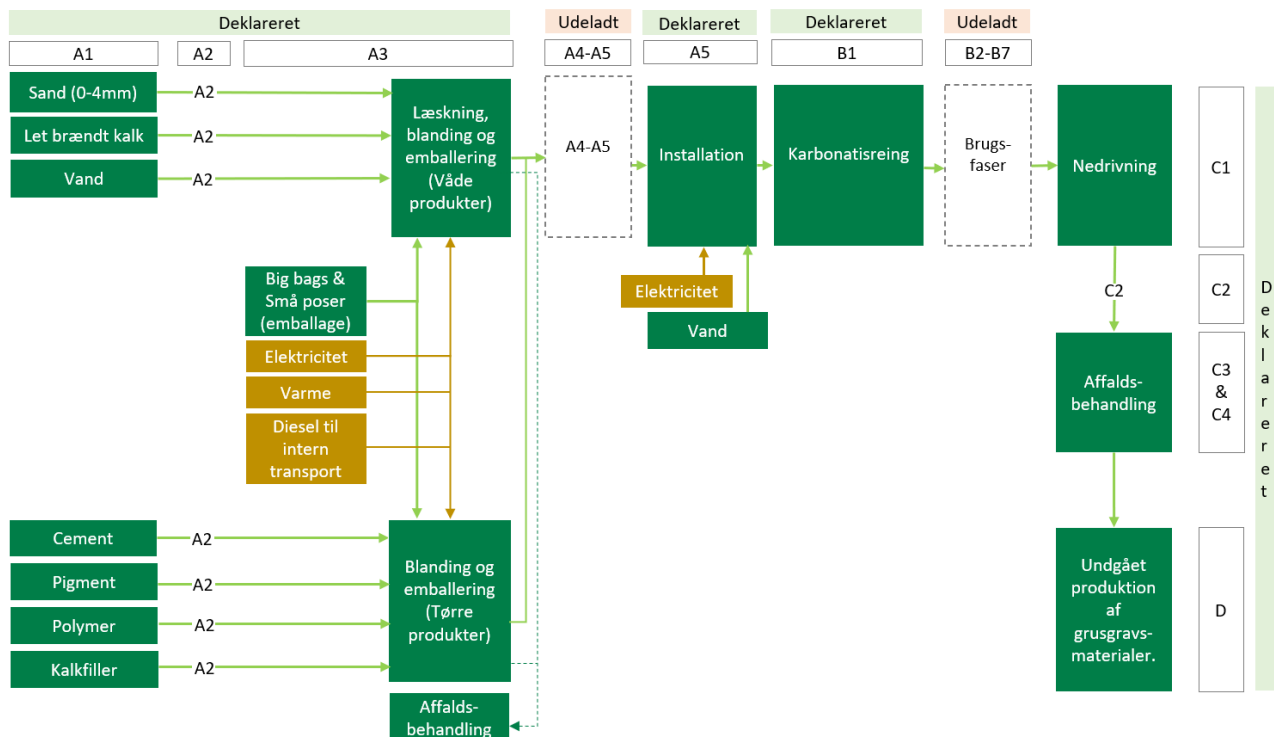 Deklareret
Udeladt
Deklareret
Deklareret
Udeladt
A1
A2
A3
A4-A5
A5
B1
B2-B7
Sand (0-4mm)
A2
Let brændt kalk
A2
Vand
A2
Læskning,
blanding og
emballering
(Våde
produkter)
A4-A5
Installation
Karbonatisreing
Brugs-
faser
Nedrivning
C1
Big bags &
Små poser
(emballage)
Elektricitet
Varme
Diesel til
intern
transport
Elektricitet
Vand
C2
C2
Affalds-
behandling
C3
&
C4
Deklareret
Cement
A2
Pigment
A2
Polymer
A2
Kalkfiller
A2
Blanding og
emballering
(Tørre
produkter)
Affalds-
behandling
Undgået
produktion
af
grusgravs-
materialer.
D